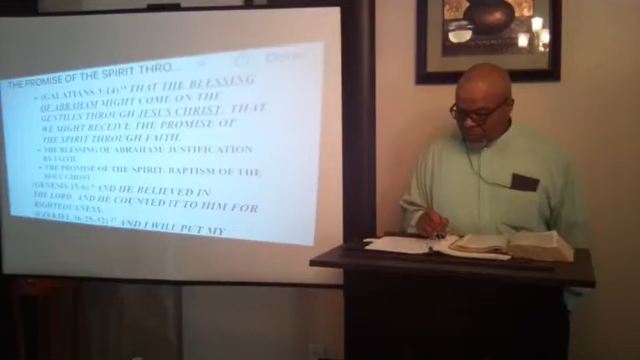 THE PROMISE OF THE SPIRIT THRO...
(GALATIANS 3:14)¹⁴ THAT THE BLESSING
OF ABRAHAM MIGHT COME ON THE
GENTILES THROUGH JESUS CHRIST, THAT
WE MIGHT RECEIVE THE PROMISE OF
THE SPIRIT THROUGH FAITH.
THE BLESSING OF ABRAHAM: JUSTIFICATION
BY FAITH
THE PROMISE OF THE SPIRIT: BAPTISM OF THE
HOLY GHOST
(GENESIS 15:6)⁶ AND HE BELIEVED IN
THE LORD, AND HE COUNTED IT TO HIM FOR
RIGHTEOUSNESS.
AND I WILL PUT MY